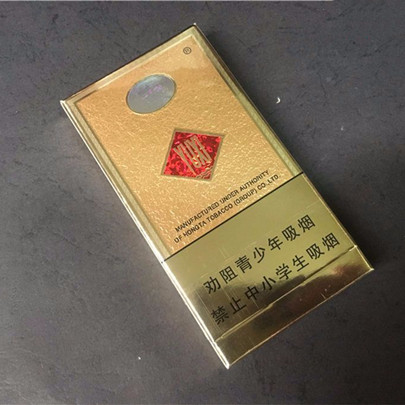 ®
MANUFACTURED UNDER AUTHORITY
OF HONGTA TOBACCO (GROUP) CO., LTD.
劝阻青少年吸烟
禁止中小学生吸烟